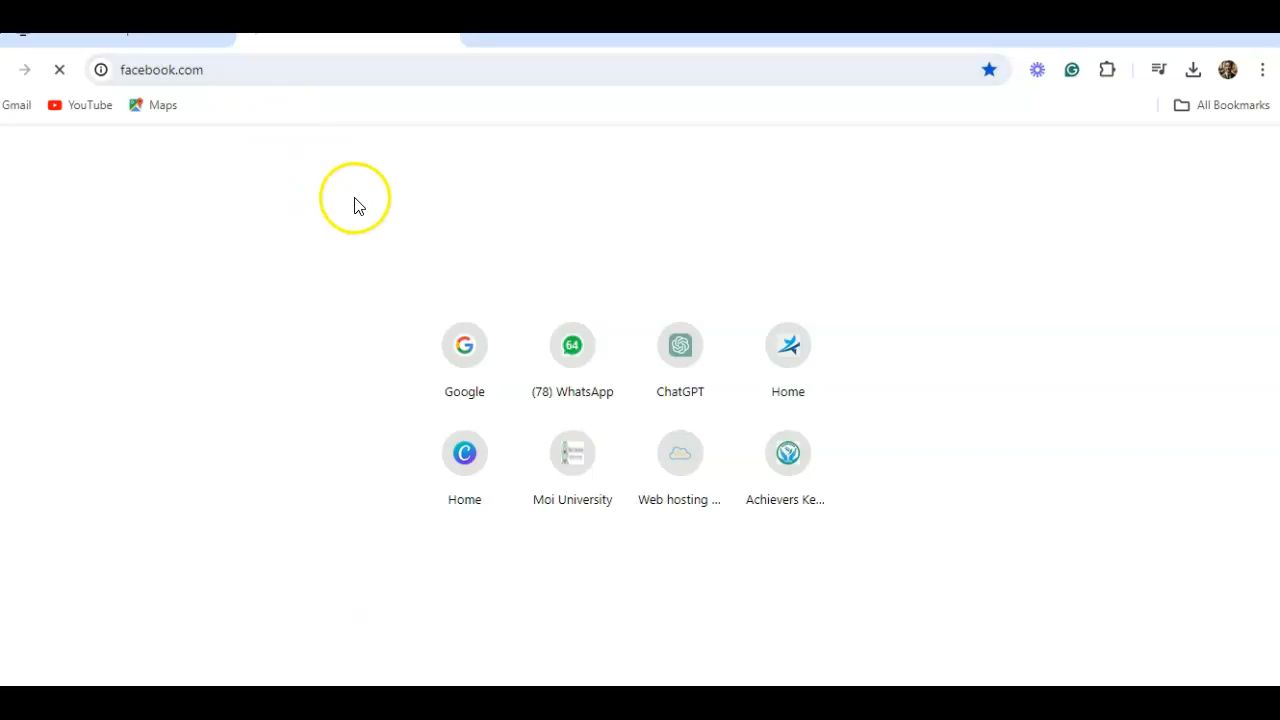 facebook.com
Gmail YouTube Maps All Bookmarks
64
Google (78) WhatsApp ChatGPT Home
C
Home Moi University Web hosting ... Achievers Ke...